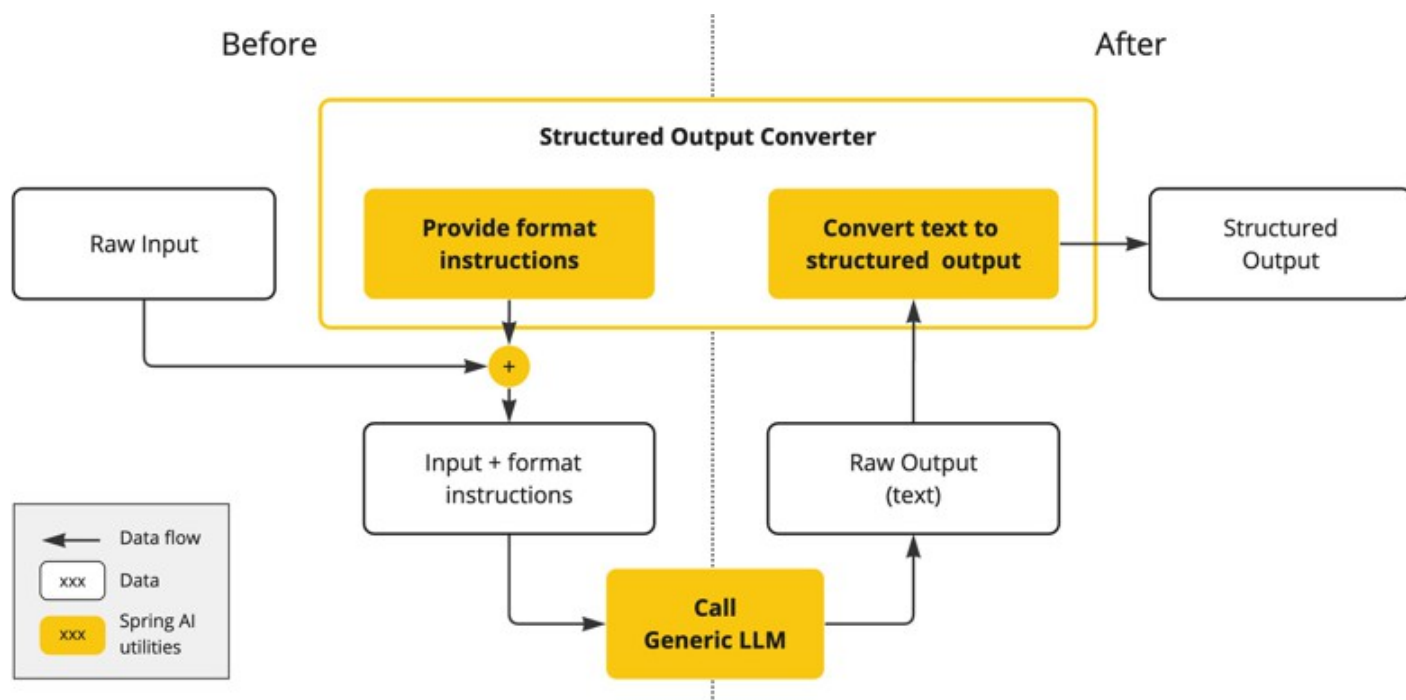 Before
After
Structured Output Converter
Raw Input
Provide format
instructions
Convert text to
structured output
Structured
Output
+
Input + format
instructions
Raw Output
(text)
Call
Generic LLM
Data flow
xxx
Data
xxx
Spring AI
utilities